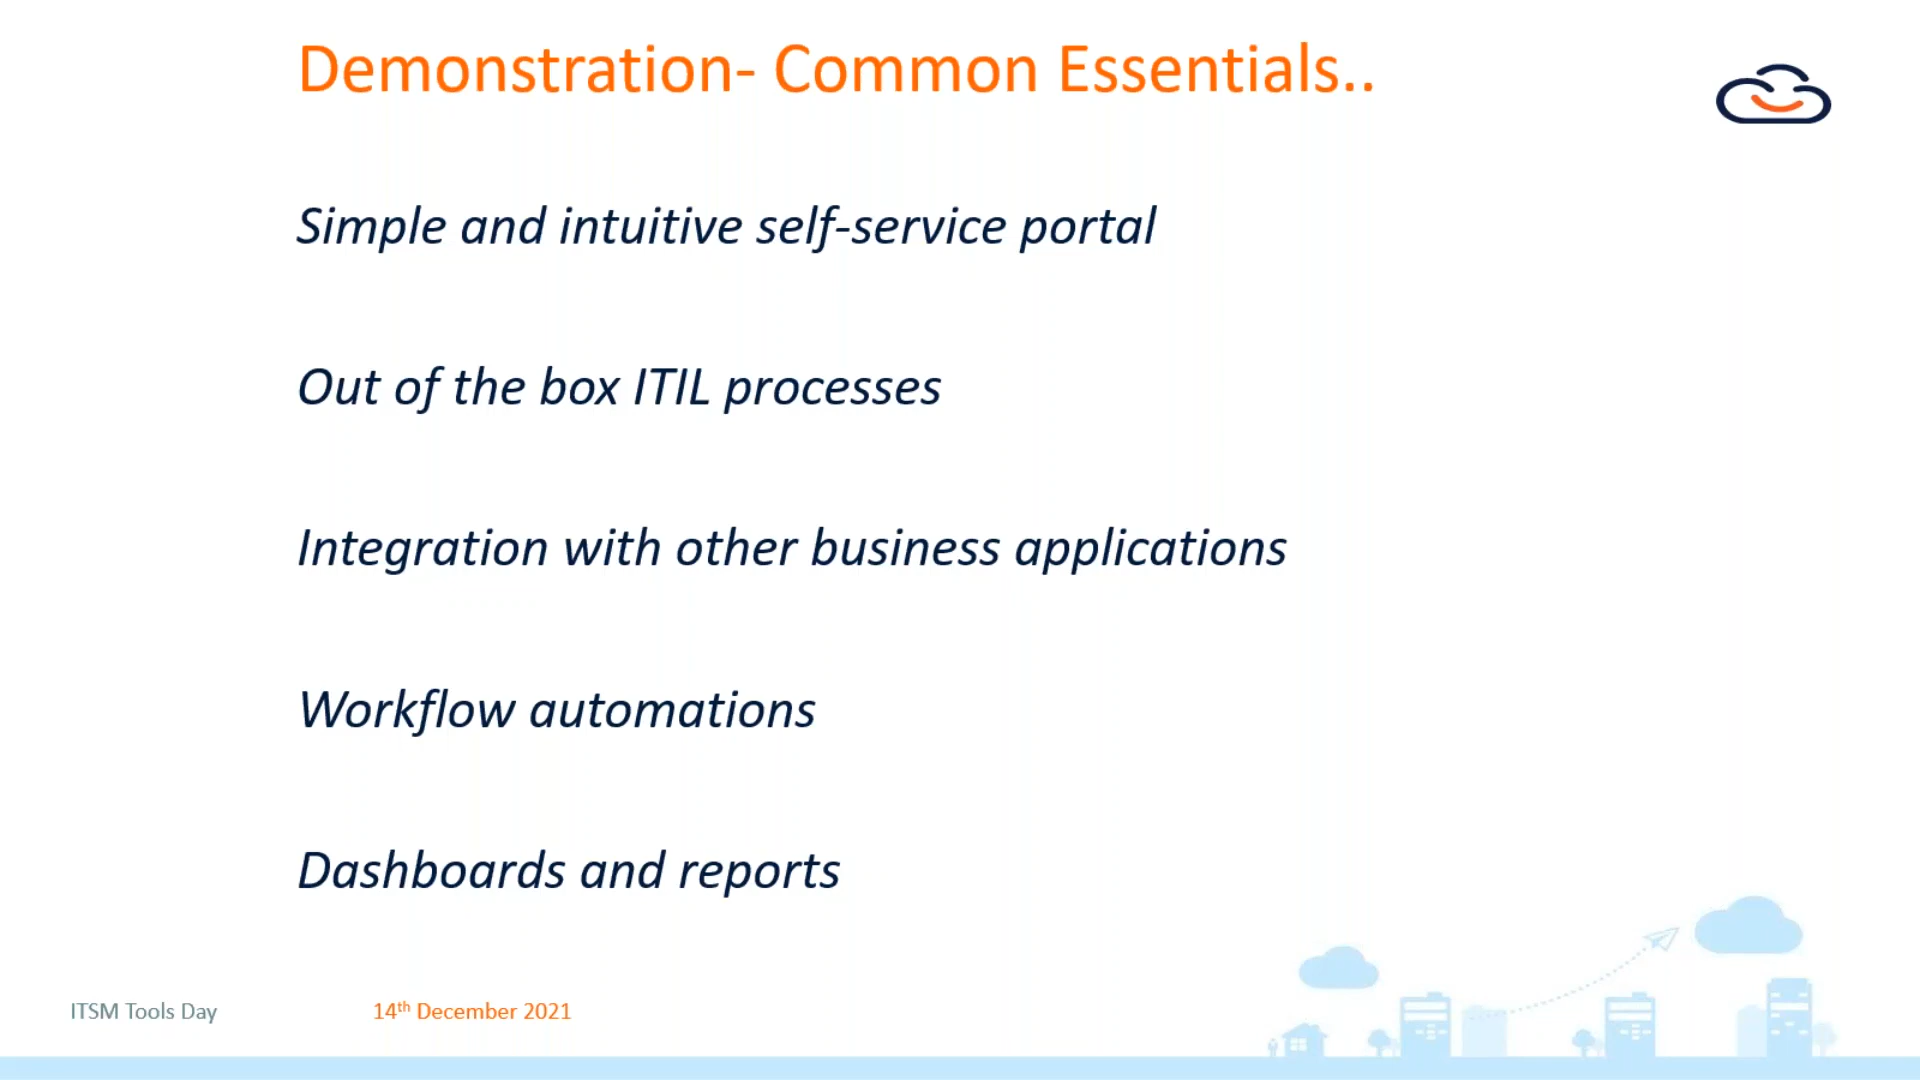 Demonstration- Common Essentials..
Simple and intuitive self-service portal
Out of the box ITIL processes
Integration with other business applications
Workflow automations
Dashboards and reports
ITSM Tools Day
14th December 2021